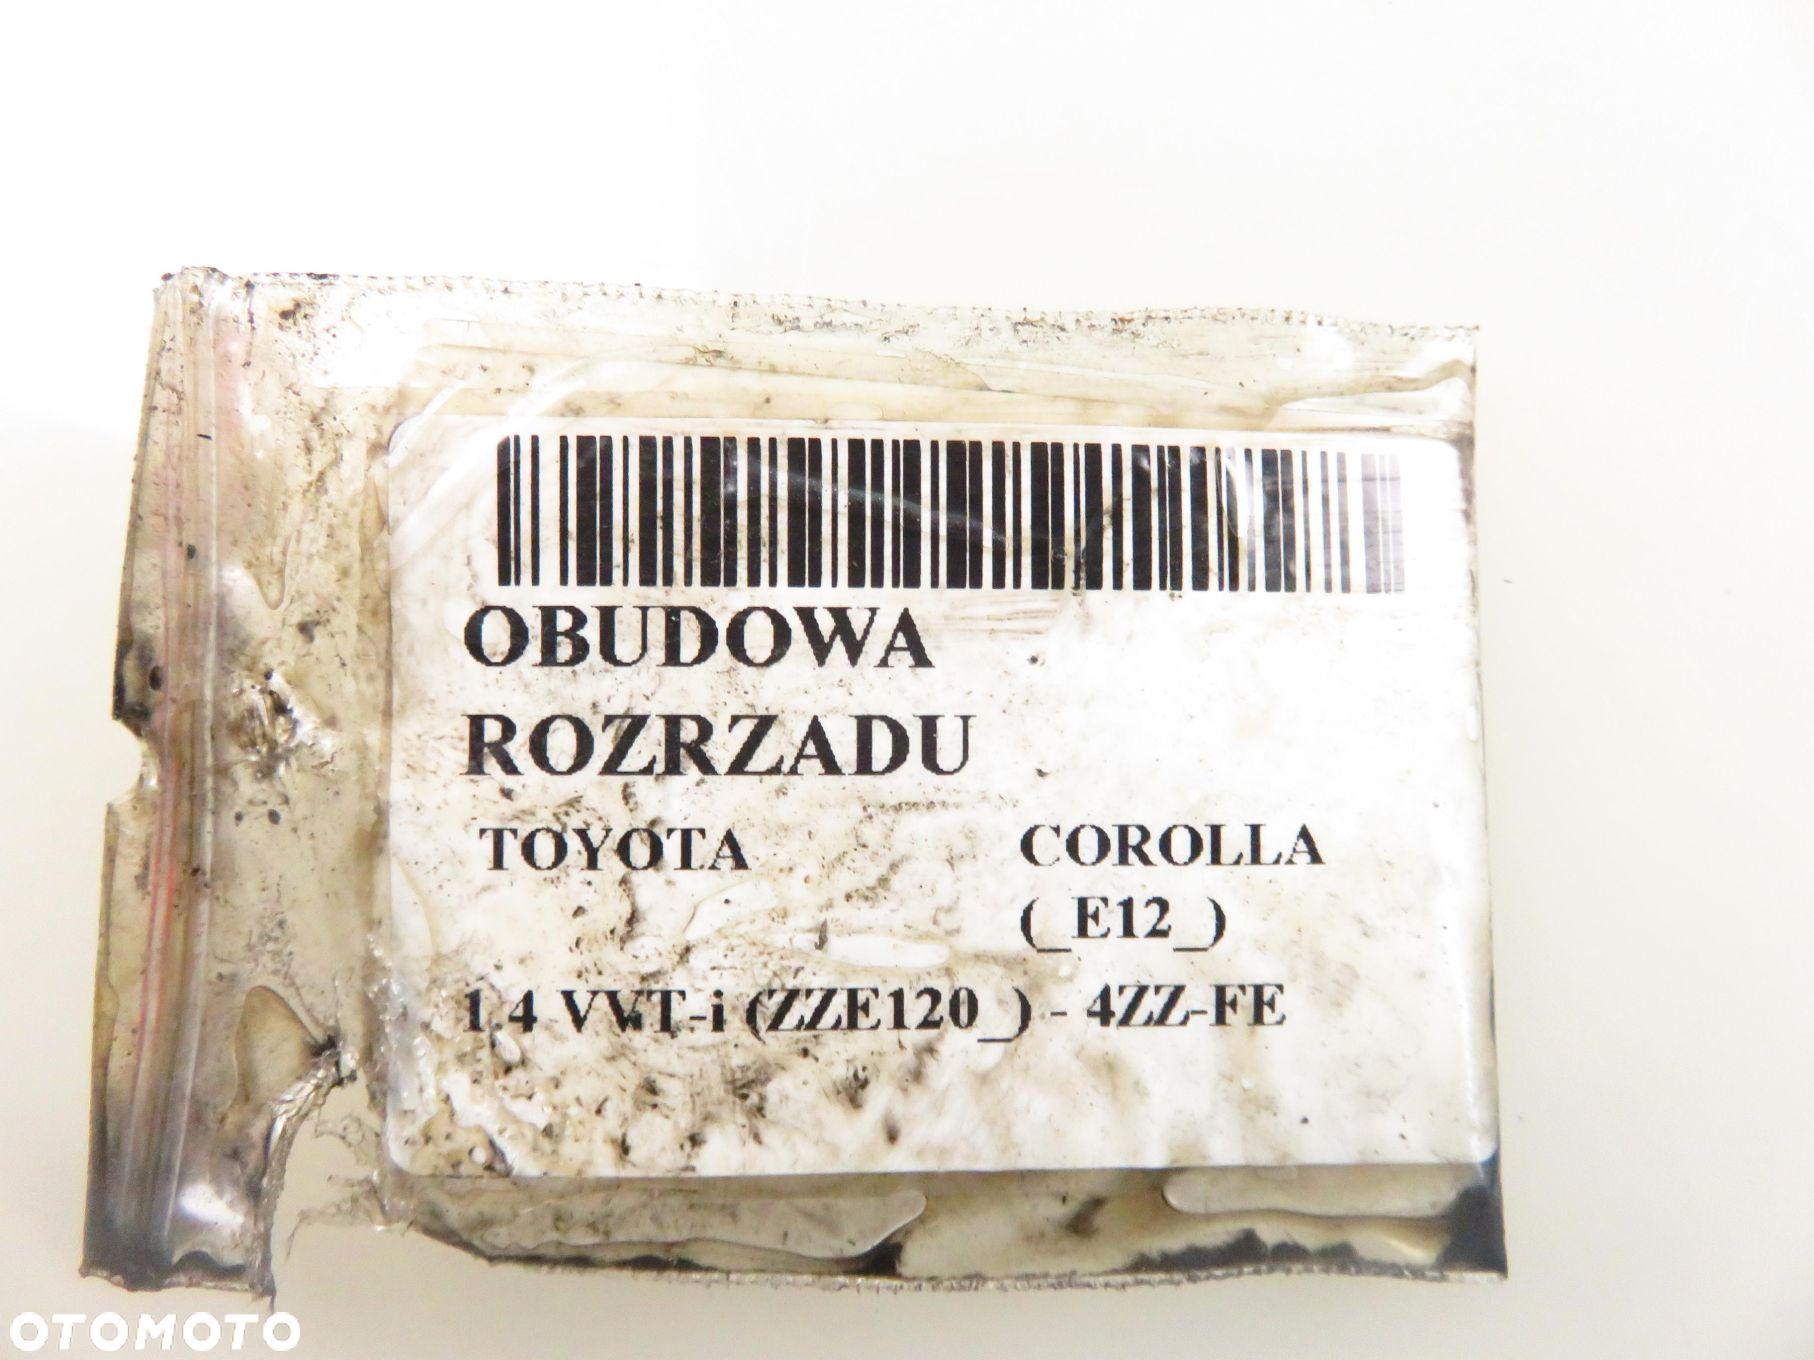 OBUDOWA
ROZRZADU
TOYOTA COROLLA
(_E12_)
1.4 VVT-i (ZZE120_) - 4ZZ-FE
OTOMOTO